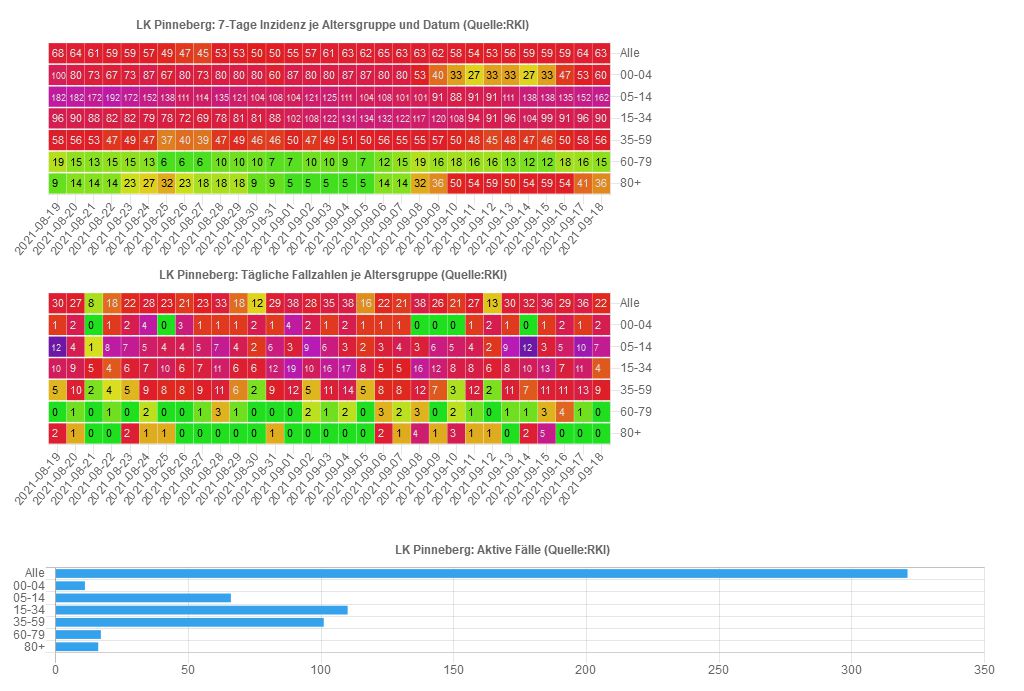 LK Pinneberg: 7-Tage Inzidenz je Altersgruppe und Datum (Quelle:RKI)
68 64 61 59 59 57 49 47 45 53 53 50 50 55 57 61 63 62 65 63 63 62 58 54 53 56 59 59 59 64 63 Alle
100 80 73 67 73 87 67 80 73 80 80 80 60 87 80 80 87 87 80 80 53 40 33 27 33 33 27 33 47 53 60 00-04
182 182 172 192 172 152 138 111 114 135 121 104 108 104 121 125 111 104 108 101 101 91 88 91 91 111 138 138 135 152 162 05-14
96 90 88 82 82 79 78 72 69 78 81 81 88 102 108 122 131 134 132 122 117 120 108 94 91 96 104 99 91 96 90 15-34
58 56 53 47 49 47 37 40 39 47 49 46 46 50 47 49 51 50 56 55 55 57 50 48 45 48 47 46 50 58 56 35-59
19 15 13 15 15 13 6 6 6 10 10 10 7 7 10 10 9 7 12 15 19 16 18 16 16 13 12 12 18 16 15 60-79
9 14 14 14 23 27 32 23 18 18 18 9 9 5 5 5 5 5 14 14 32 36 50 54 59 50 54 59 54 41 36 80+
2021-08-19 2021-08-20 2021-08-21 2021-08-22 2021-08-23 2021-08-24 2021-08-25 2021-08-26 2021-08-27 2021-08-28 2021-08-29 2021-08-30 2021-08-31 2021-09-01 2021-09-02 2021-09-03 2021-09-04 2021-09-05 2021-09-06 2021-09-07 2021-09-08 2021-09-09 2021-09-10 2021-09-11 2021-09-12 2021-09-13 2021-09-14 2021-09-15 2021-09-16 2021-09-17 2021-09-18
LK Pinneberg: Tägliche Fallzahlen je Altersgruppe (Quelle:RKI)
30 27 8 18 22 28 23 21 23 33 18 12 29 38 28 35 38 16 22 21 38 26 21 27 13 30 32 36 29 36 22 Alle
1 2 0 1 2 4 0 3 1 1 1 2 1 4 2 1 2 1 1 1 0 0 0 1 2 1 0 1 2 1 2 00-04
12 4 1 8 7 5 4 4 5 7 4 2 6 3 9 6 3 2 3 4 3 6 5 4 2 9 12 3 5 10 7 05-14
10 9 5 4 6 7 10 6 7 11 6 6 12 19 10 16 17 8 5 5 16 12 8 8 6 8 10 13 7 11 4 15-34
5 10 2 4 5 9 8 8 9 11 6 2 9 12 5 11 14 5 8 8 12 7 3 12 2 11 7 11 11 13 9 35-59
0 1 0 1 0 2 0 0 1 3 1 0 0 0 2 1 2 0 3 2 3 0 2 1 0 1 1 3 4 1 0 60-79
2 1 0 0 2 1 1 0 0 0 0 0 1 0 0 0 0 0 2 1 4 1 3 1 1 0 2 5 0 0 0 80+
2021-08-19 2021-08-20 2021-08-21 2021-08-22 2021-08-23 2021-08-24 2021-08-25 2021-08-26 2021-08-27 2021-08-28 2021-08-29 2021-08-30 2021-08-31 2021-09-01 2021-09-02 2021-09-03 2021-09-04 2021-09-05 2021-09-06 2021-09-07 2021-09-08 2021-09-09 2021-09-10 2021-09-11 2021-09-12 2021-09-13 2021-09-14 2021-09-15 2021-09-16 2021-09-17 2021-09-18
LK Pinneberg: Aktive Fälle (Quelle:RKI)
Alle
00-04
05-14
15-34
35-59
60-79
80+
0 50 100 150 200 250 300 350